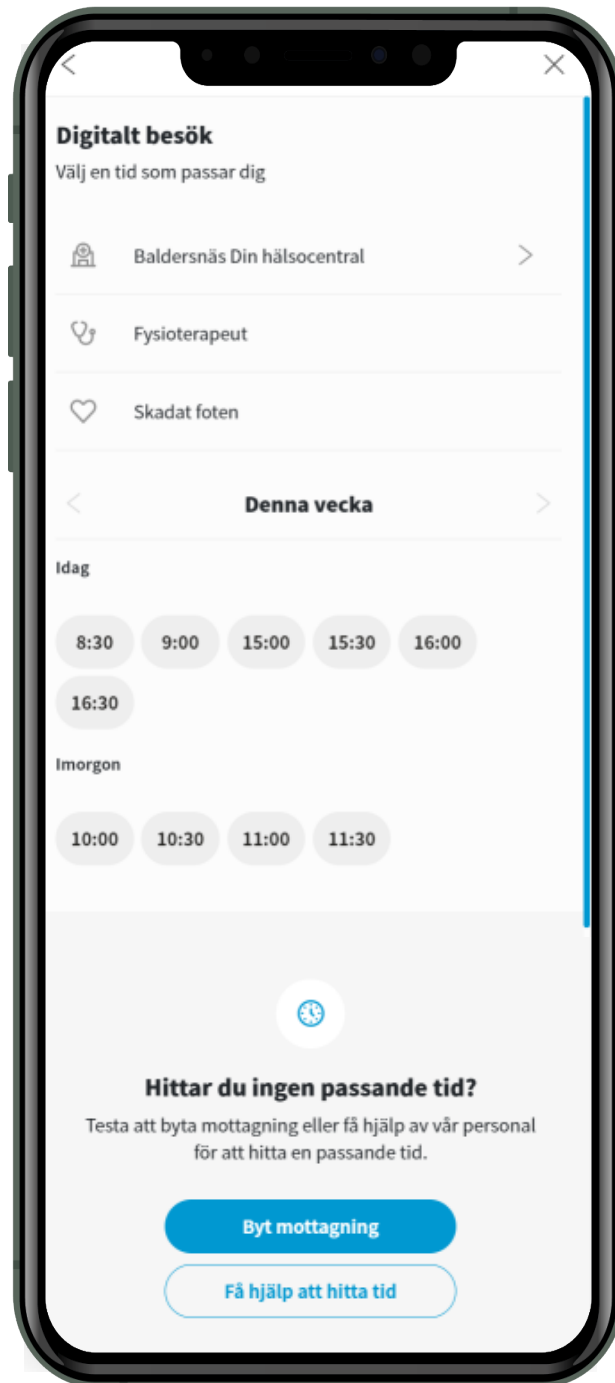 Digitalt besök
Välj en tid som passar dig
Baldersnäs Din hälsocentral
Fysioterapeut
Skadat foten
Denna vecka
Idag
8:30 9:00 15:00 15:30 16:00
16:30
Imorgon
10:00 10:30 11:00 11:30
Hittar du ingen passande tid?
Testa att byta mottagning eller få hjälp av vår personal
för att hitta en passande tid.
Byt mottagning
Få hjälp att hitta tid